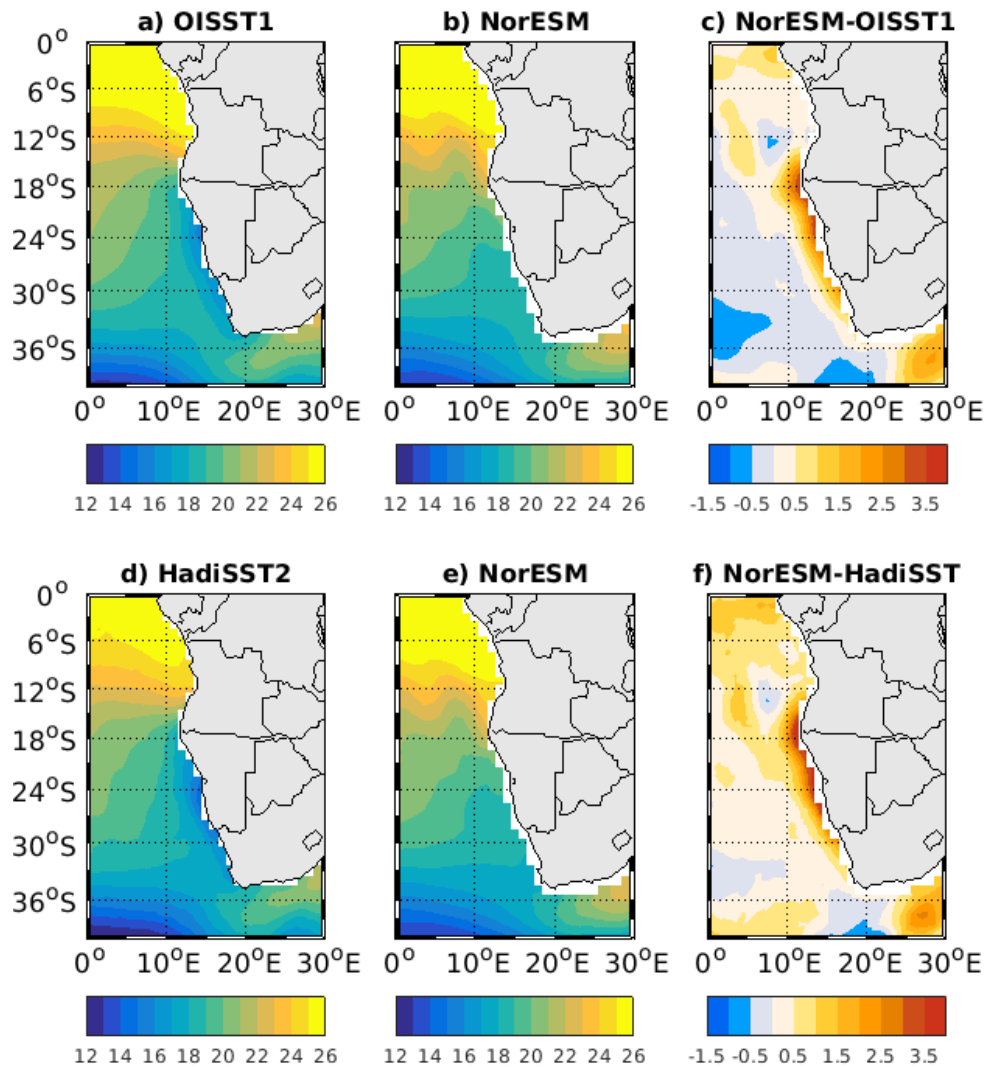 a) OISST1 b) NorESM c) NorESM-OISST1
0°
6°S
12°S
18°S
24°S
30°S
36°S
0° 10°E 20°E 30°E 0° 10°E 20°E 30°E 0° 10°E 20°E 30°E
12 14 16 18 20 22 24 26 12 14 16 18 20 22 24 26 -1.5 -0.5 0.5 1.5 2.5 3.5
d) HadiSST2 e) NorESM f) NorESM-HadiSST
0°
6°S
12°S
18°S
24°S
30°S
36°S
0° 10°E 20°E 30°E 0° 10°E 20°E 30°E 0° 10°E 20°E 30°E
12 14 16 18 20 22 24 26 12 14 16 18 20 22 24 26 -1.5 -0.5 0.5 1.5 2.5 3.5